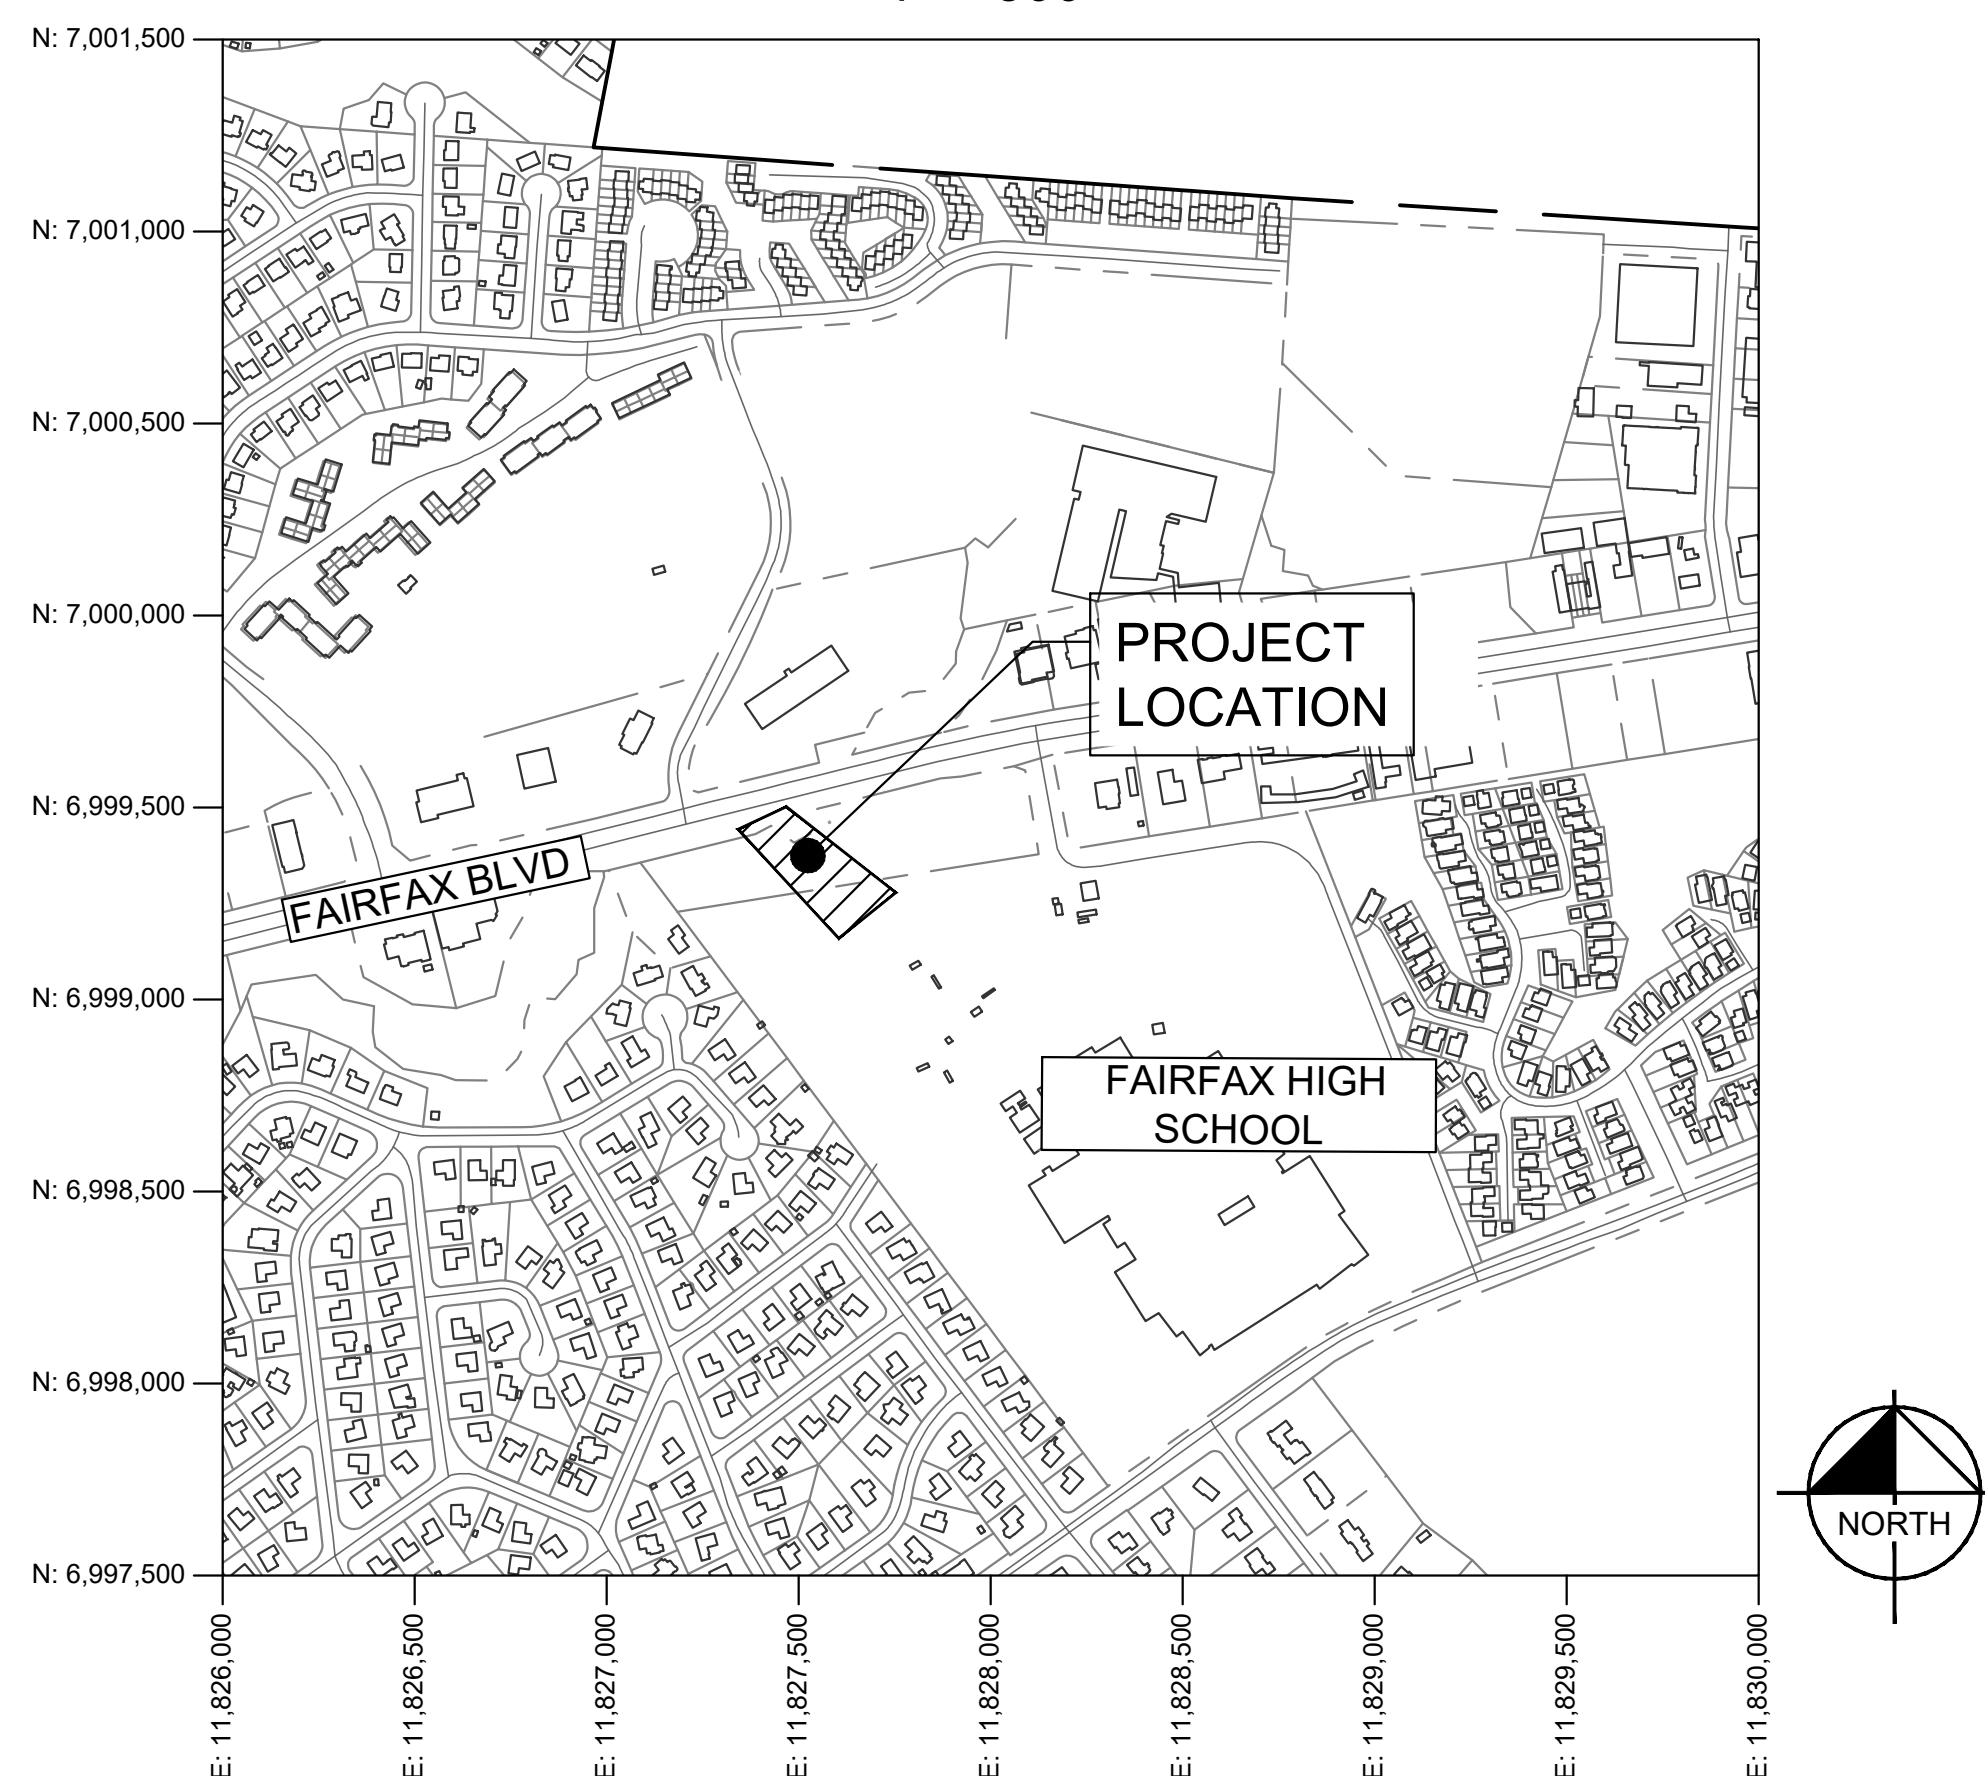 N: 7,001,500
N: 7,001,000
N: 7,000,500
N: 7,000,000
N: 6,999,500
N: 6,999,000
N: 6,998,500
N: 6,998,000
N: 6,997,500
PROJECT
LOCATION
FAIRFAX BLVD
FAIRFAX HIGH
SCHOOL
NORTH
E: 11,826,000
E: 11,826,500
E: 11,827,000
E: 11,827,500
E: 11,828,000
E: 11,828,500
E: 11,829,000
E: 11,829,500
E: 11,830,000